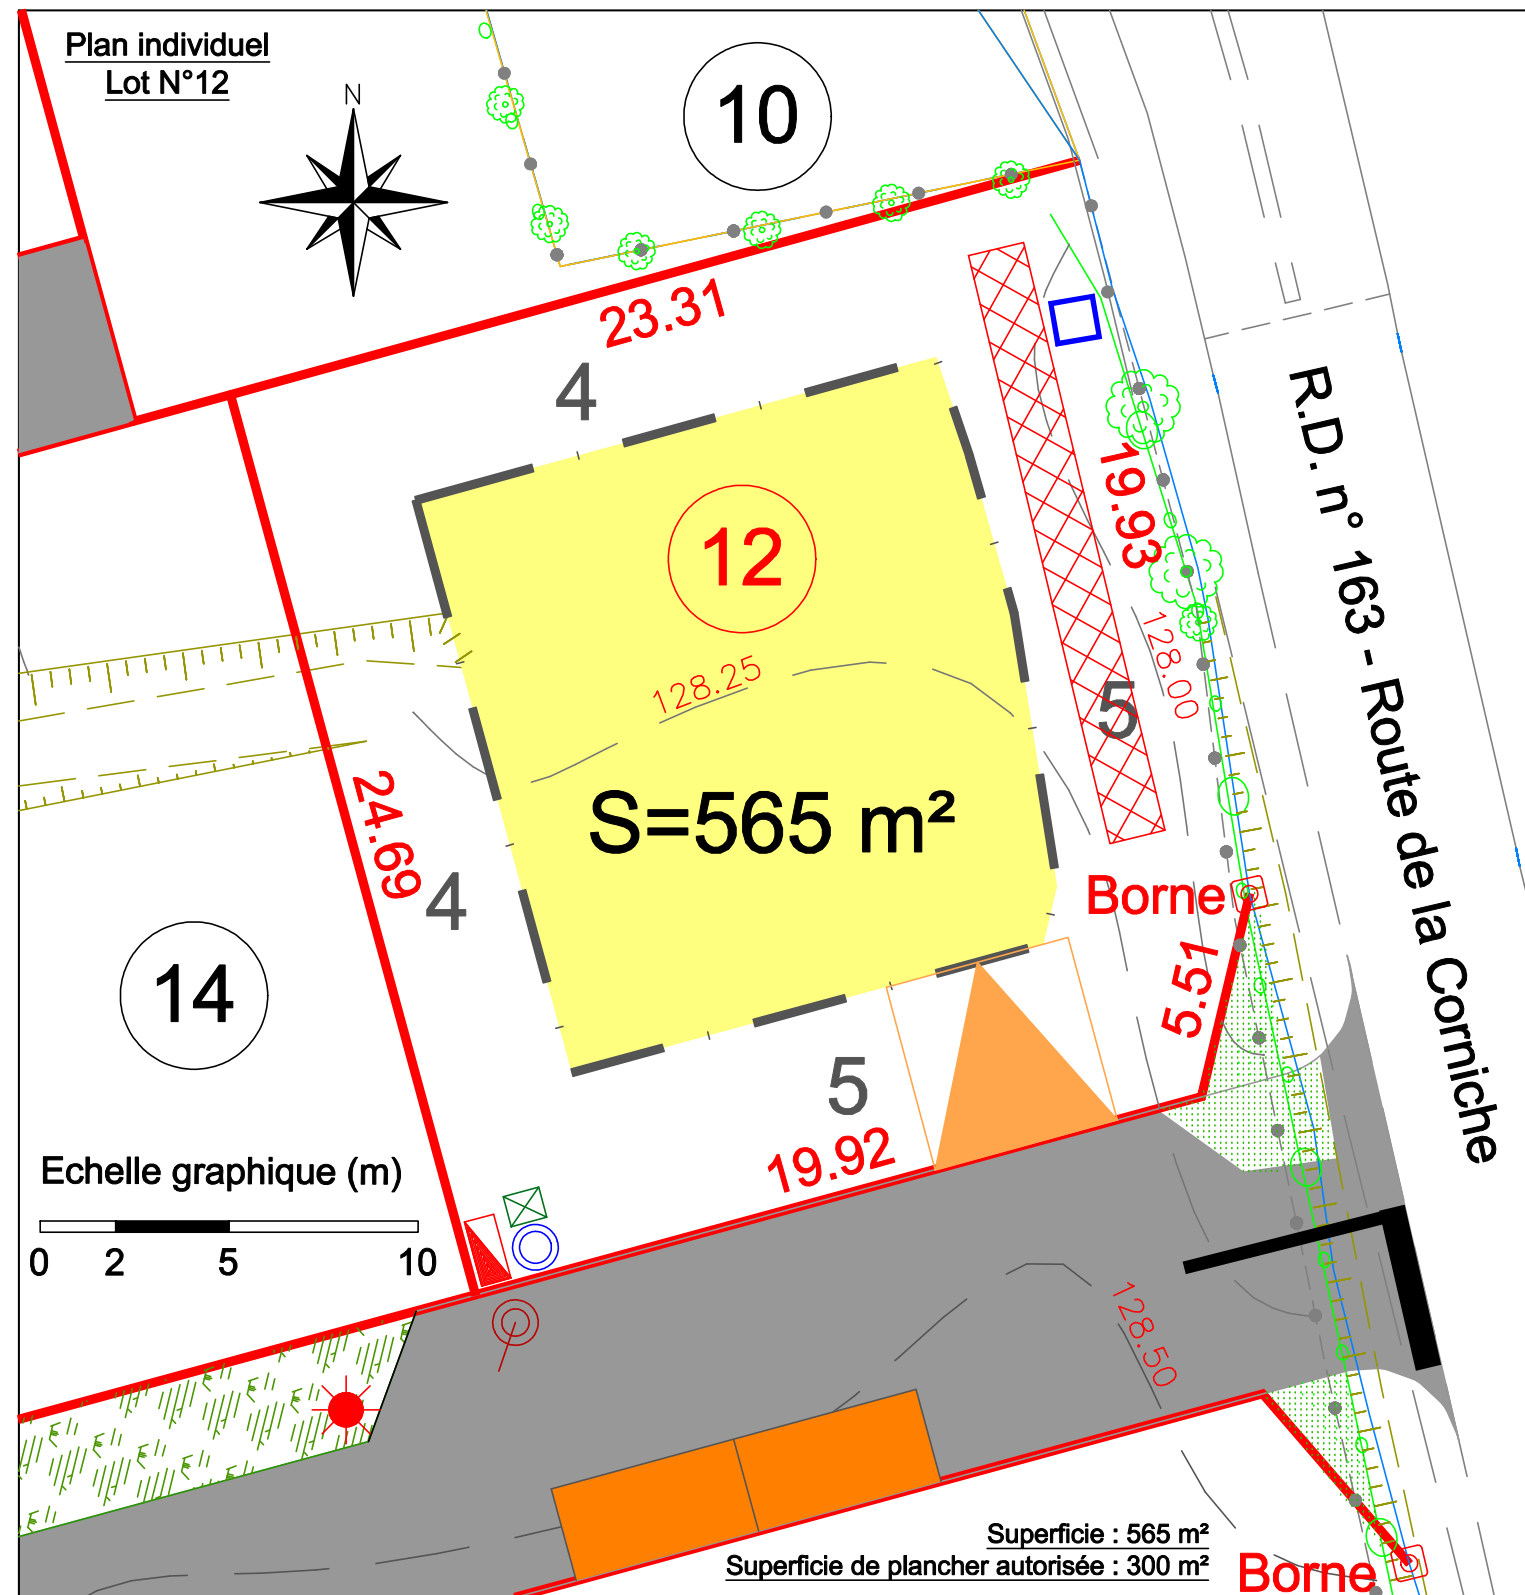 Plan individuel
Lot N°12
N
10
23.31
4
12
19.93
R.D. n° 163 - Route de la Corniche
128.25
128.00
5
24.69
S=565 m²
4
Borne
14
5.51
5
19.92
Echelle graphique (m)
0 2 5 10
128.50
Superficie : 565 m²
Superficie de plancher autorisée : 300 m²
Borne